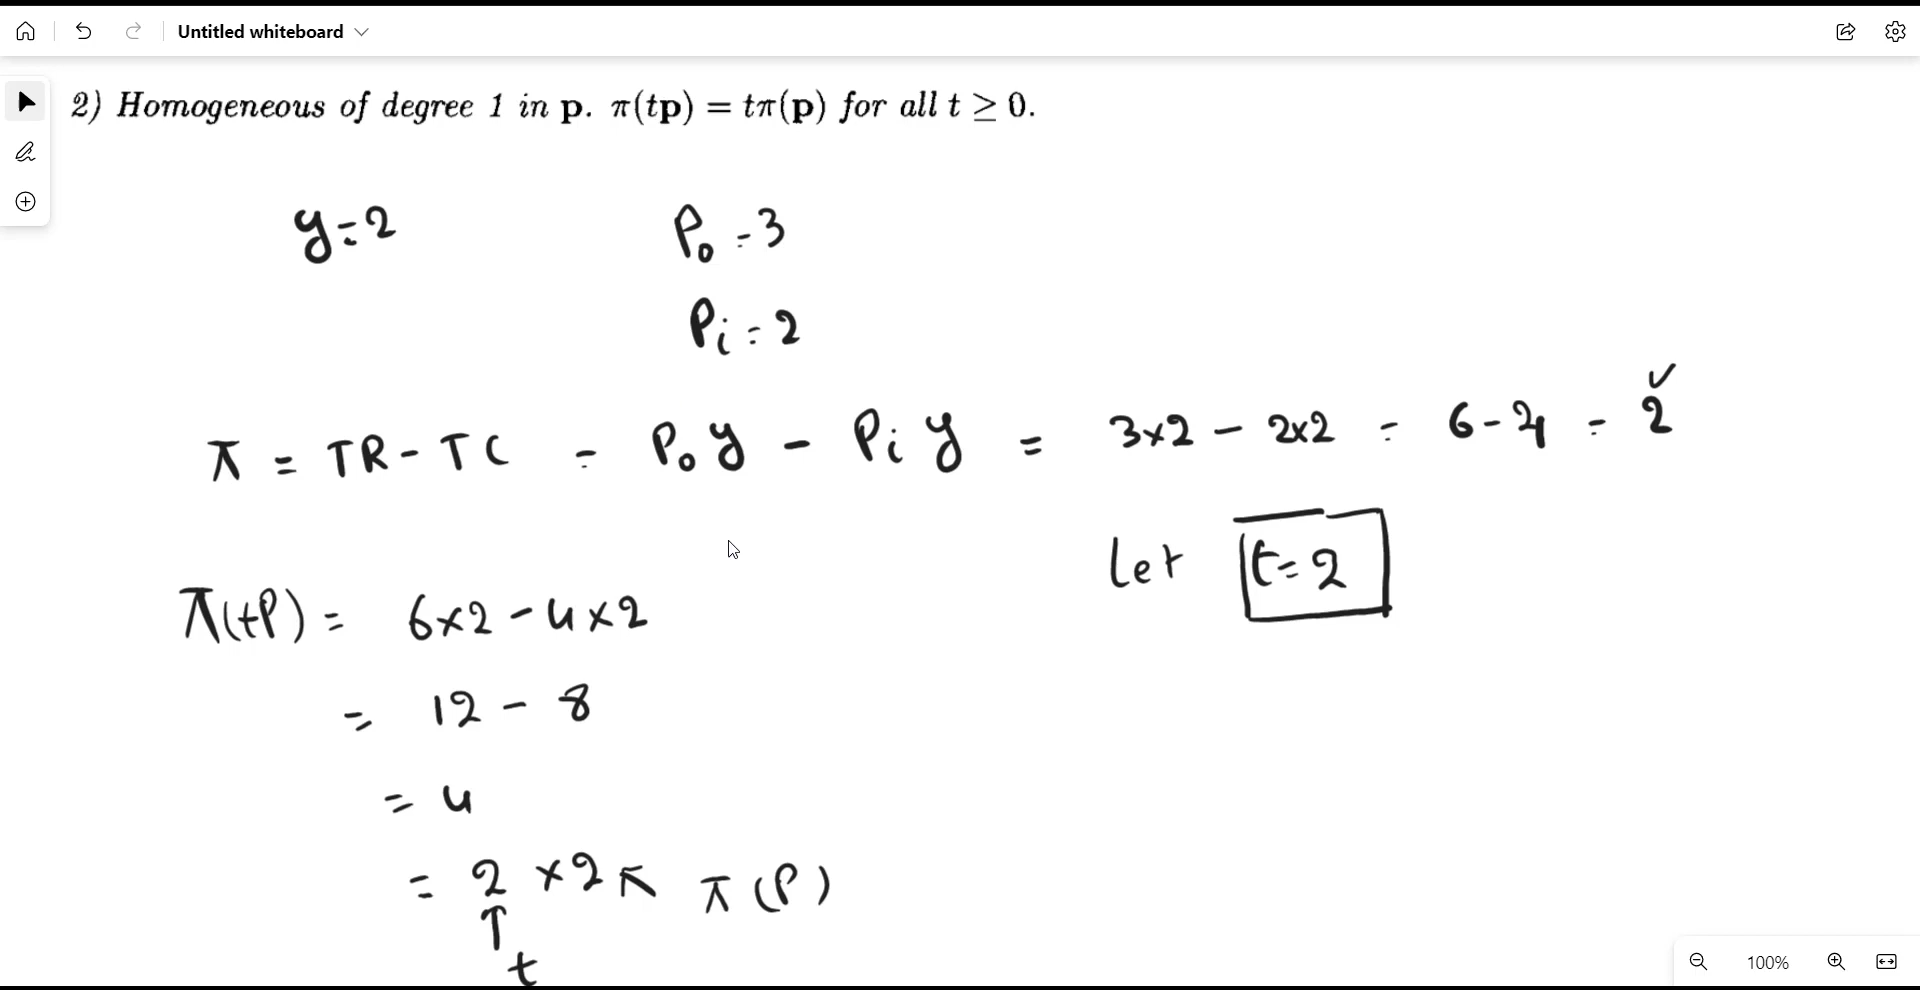 Untitled whiteboard
2) Homogeneous of degree 1 in p. π(tp) = tπ(p) for all t ≥ 0.
y = 2 P₀ = 3
Pᵢ = 2
π = TR - TC = P₀ y - Pᵢ y = 3×2 - 2×2 = 6 - 4 = 2 ✓
Let t = 2
π(tP) = 6×2 - 4×2
= 12 - 8
= 4
= 2 × 2 ↖ π(P)
↑
t
100%